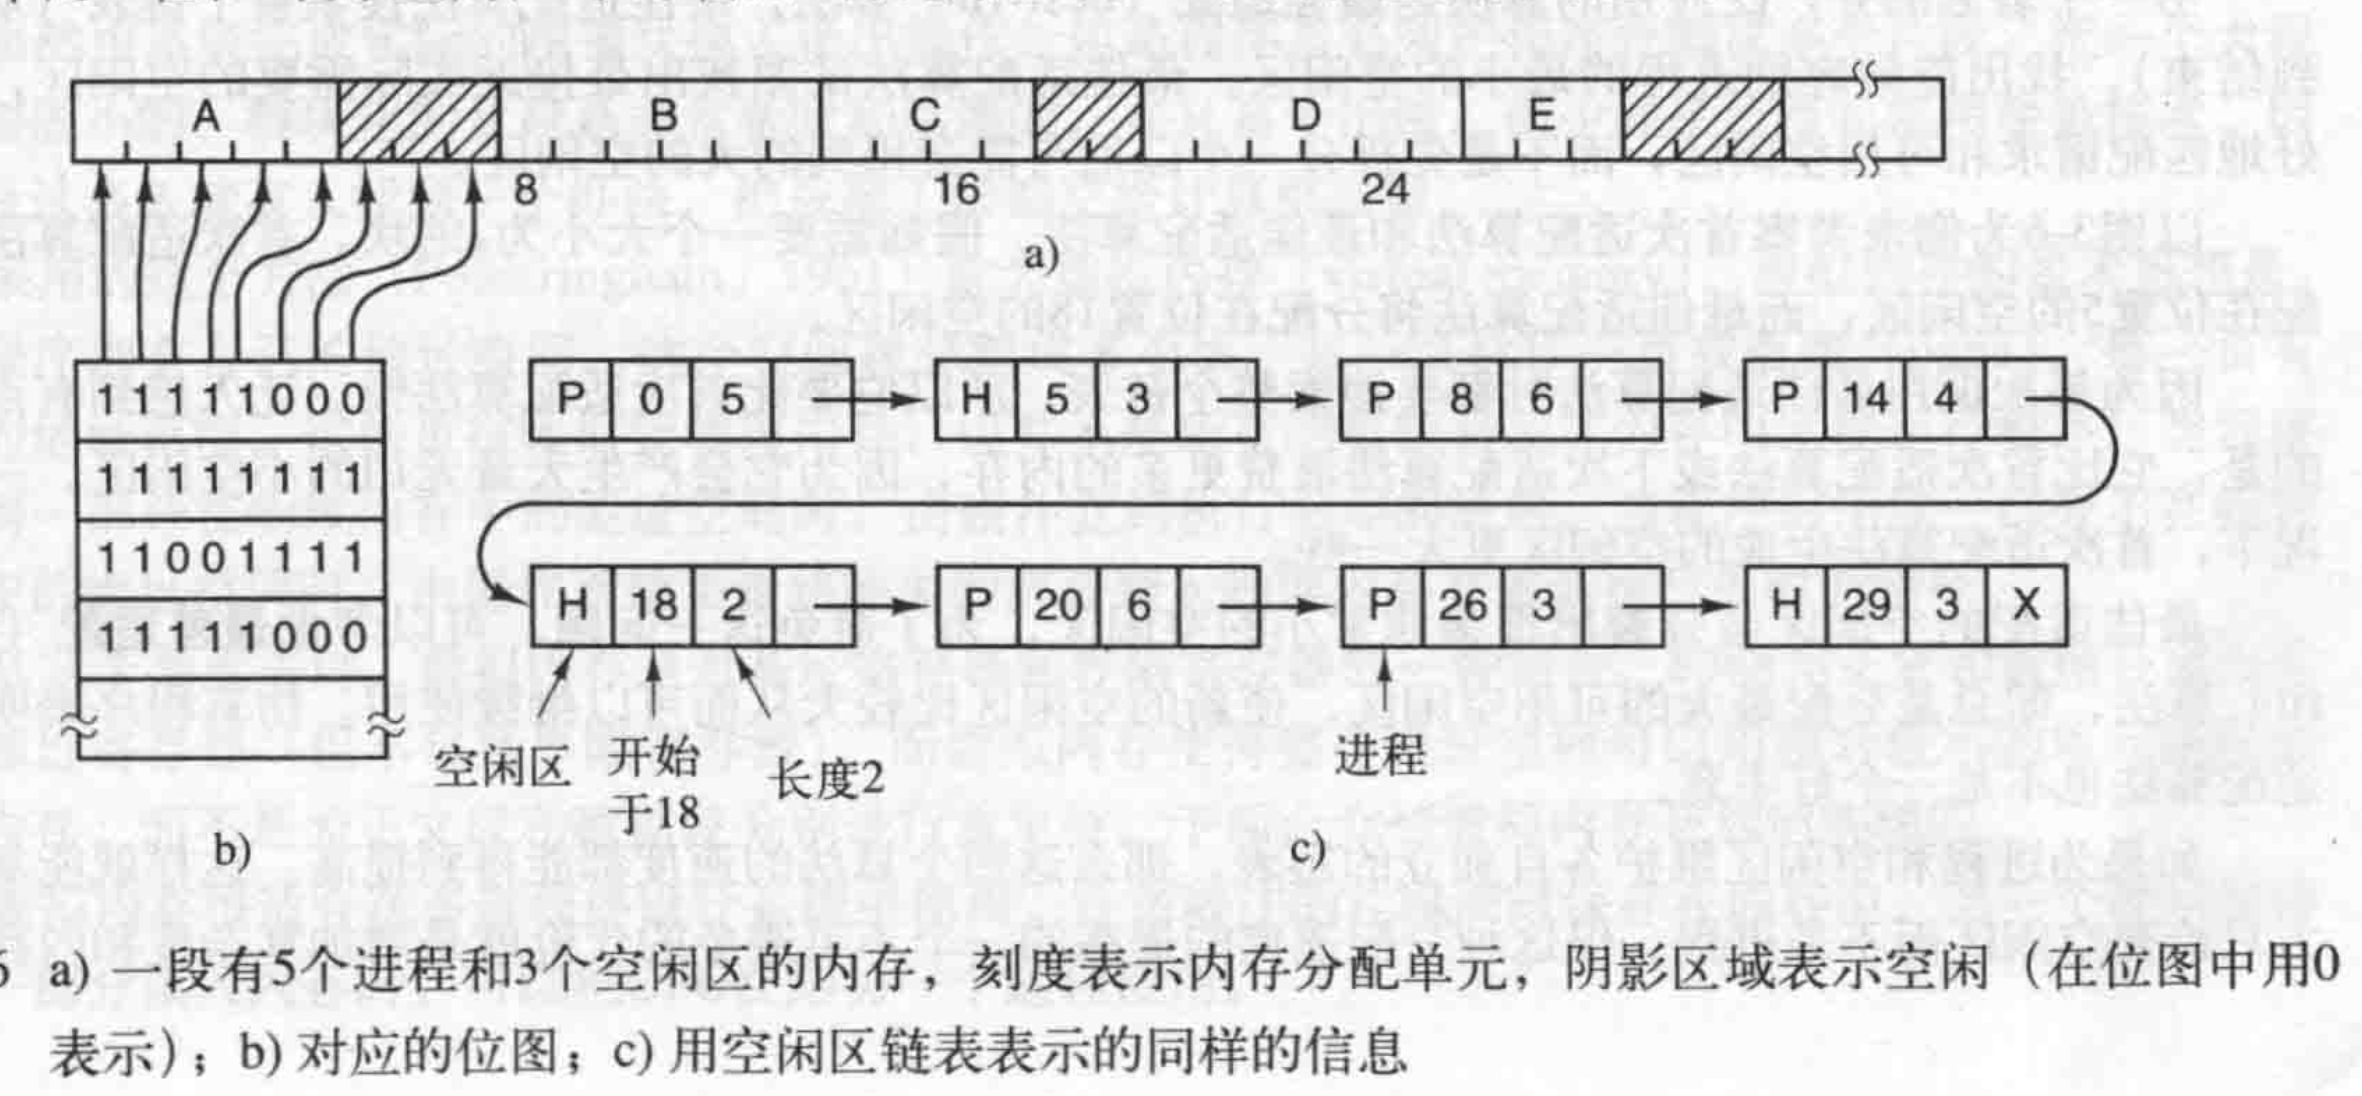 A B C D E
8 16 24
a)
11111000
11111111
11001111
11111000
P 0 5 H 5 3 P 8 6 P 14 4
H 18 2 P 20 6 P 26 3 H 29 3 X
空闲区 开始 长度2 进程
于18
b) c)
a) 一段有5个进程和3个空闲区的内存，刻度表示内存分配单元，阴影区域表示空闲（在位图中用0
表示）；b) 对应的位图；c) 用空闲区链表表示的同样的信息